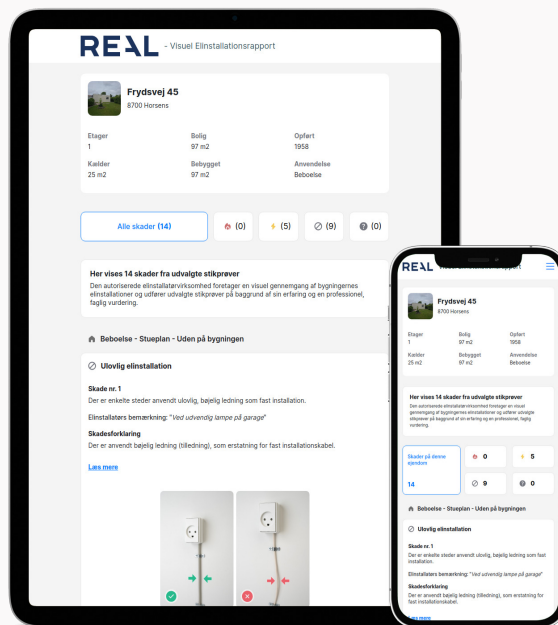 REAL - Visuel Elinstallationsrapport
Frydsvej 45
8700 Horsens
Etager Bolig Opført
1 97 m2 1958
Kælder Bebygget Anvendelse
25 m2 97 m2 Beboelse
Alle skader (14) (0) (5) (9) (0)
Her vises 14 skader fra udvalgte stikprøver
Den autoriserede elinstallatørvirksomhed foretager en visuel gennemgang af bygningernes
elinstallationer og udfører udvalgte stikprøver på baggrund af sin erfaring og en professionel,
faglig vurdering.
Beboelse - Stueplan - Uden på bygningen
Ulovlig elinstallation
Skade nr. 1
Der er enkelte steder anvendt ulovlig, bøjelig ledning som fast installation.
Elinstallatørs bemærkning: "Ved udvendig lampe på garage"
Skadesforklaring
Der er anvendt bøjelig ledning (tilledning), som erstatning for fast installationskabel.
Læs mere
REAL
Frydsvej 45
8700 Horsens
Etager Bolig Opført
1 97 m2 1958
Kælder Bebygget Anvendelse
25 m2 97 m2 Beboelse
Her vises 14 skader fra udvalgte stikprøver
Den autoriserede elinstallatørvirksomhed foretager en visuel
gennemgang af bygningernes elinstallationer og udfører udvalgte
stikprøver på baggrund af sin erfaring og en professionel, faglig
vurdering.
Skader på denne
ejendom
14
0 5
9 0
Beboelse - Stueplan - Uden på bygningen
Ulovlig elinstallation
Skade nr. 1
Der er enkelte steder anvendt ulovlig, bøjelig ledning som fast
installation.
Elinstallatørs bemærkning: "Ved udvendig lampe på garage"
Skadesforklaring
Der er anvendt bøjelig ledning (tilledning), som erstatning for
fast installationskabel.
Læs mere